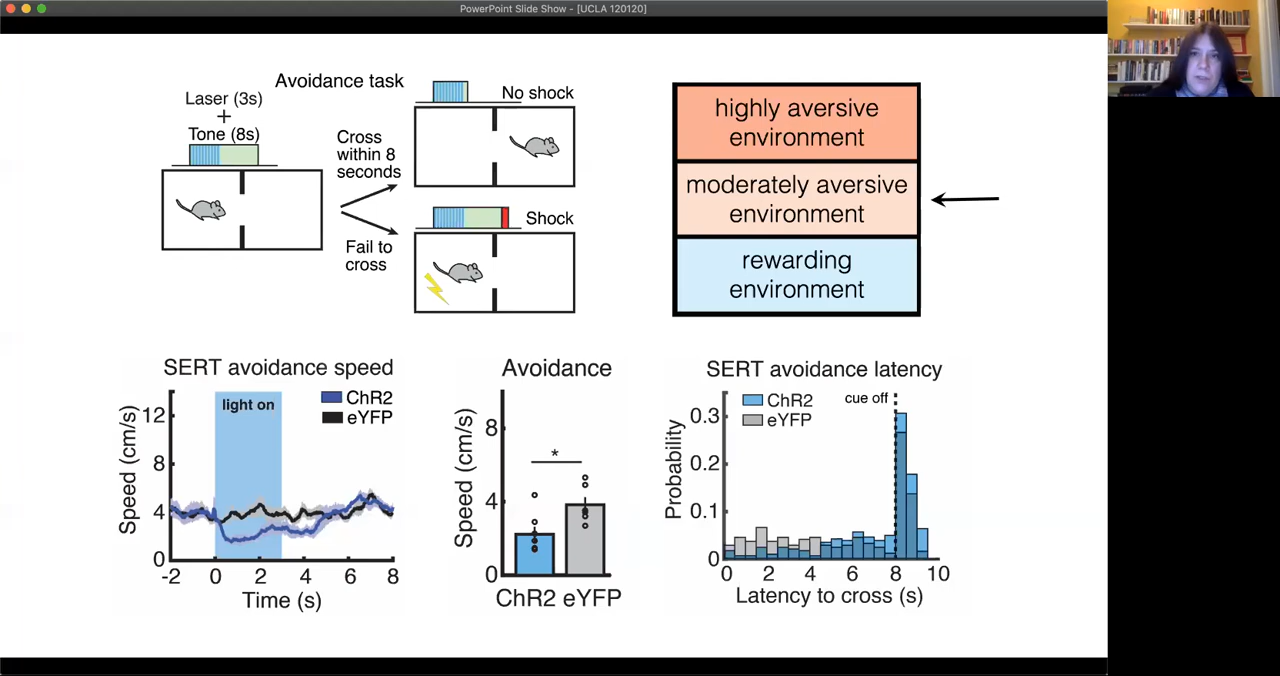 PowerPoint Slide Show - [UCLA 120120]
Avoidance task
Laser (3s)
+
Tone (8s)
Cross
within 8
seconds
Fail to
cross
No shock
Shock
highly aversive
environment
moderately aversive
environment
rewarding
environment
SERT avoidance speed
ChR2
eYFP
light on
12
8
4
0
Speed (cm/s)
-2 0 2 4 6 8
Time (s)
Avoidance
8
4
0
Speed (cm/s)
*
ChR2 eYFP
SERT avoidance latency
ChR2
eYFP
cue off
0.3
0.2
0.1
0
Probability
0 2 4 6 8 10
Latency to cross (s)